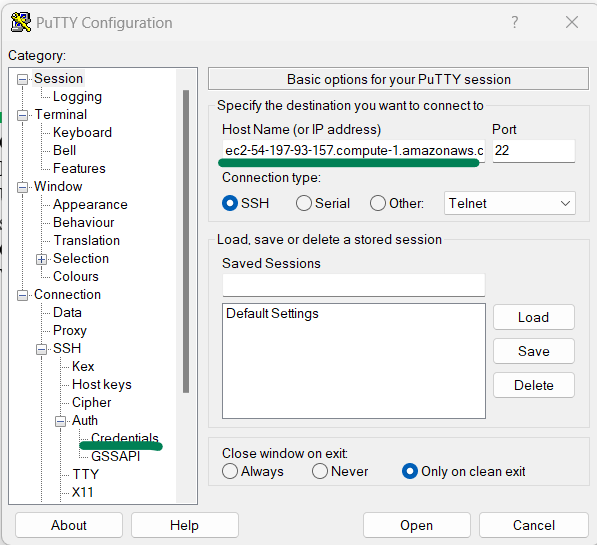 PuTTY Configuration ? ×
Category:
Session
Logging
Terminal
Keyboard
Bell
Features
Window
Appearance
Behaviour
Translation
Selection
Colours
Connection
Data
Proxy
SSH
Kex
Host keys
Cipher
Auth
Credentials
GSSAPI
TTY
X11
Basic options for your PuTTY session
Specify the destination you want to connect to
Host Name (or IP address) Port
ec2-54-197-93-157.compute-1.amazonaws.c 22
Connection type:
SSH Serial Other: Telnet
Load, save or delete a stored session
Saved Sessions
Default Settings
Load
Save
Delete
Close window on exit:
Always Never Only on clean exit
About Help Open Cancel